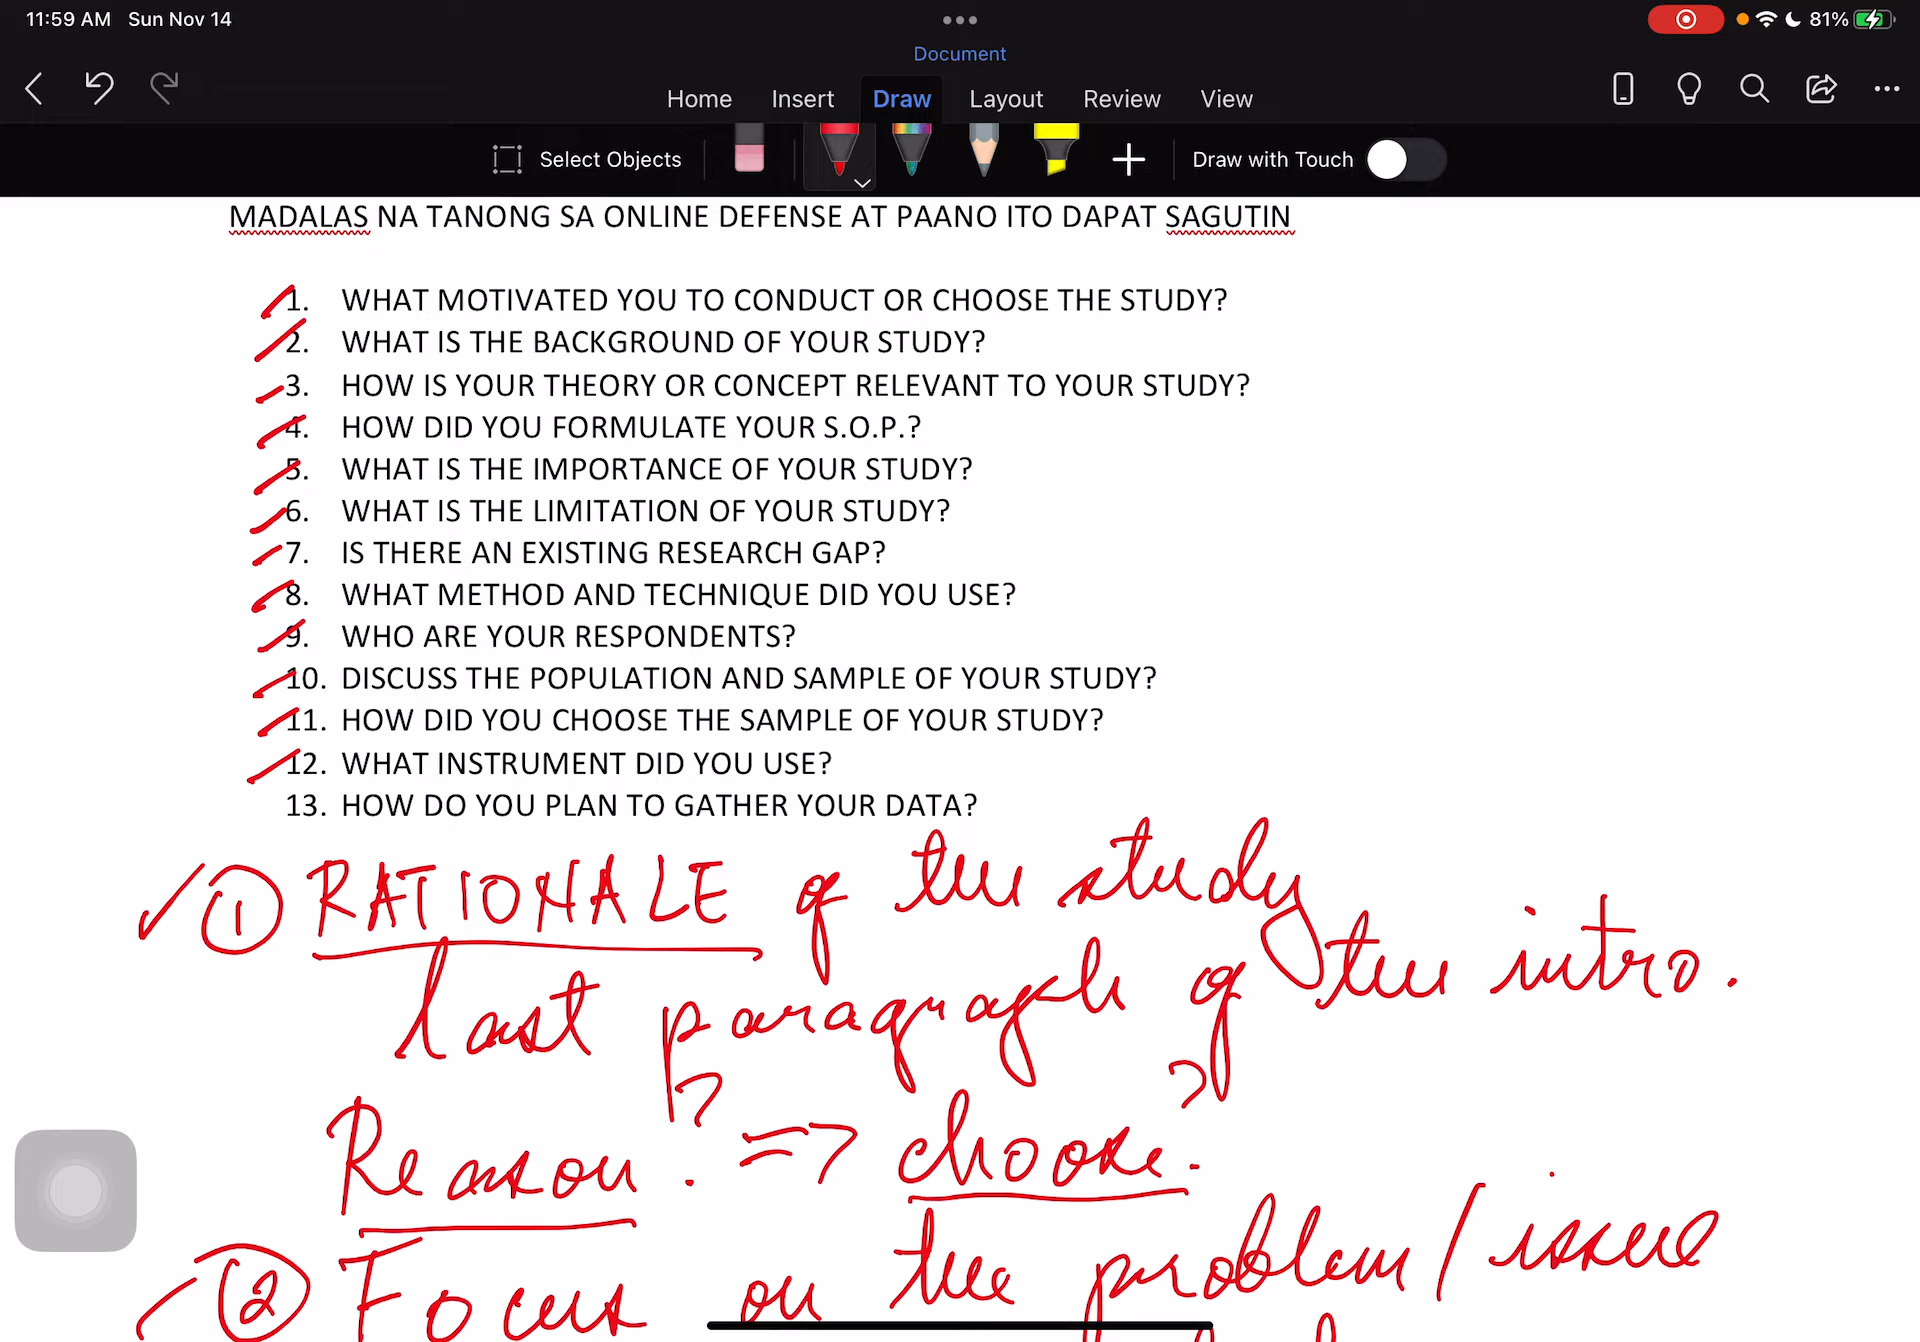 11:59 AM Sun Nov 14
81%
Document
Home Insert Draw Layout Review View
Select Objects
Draw with Touch
MADALAS NA TANONG SA ONLINE DEFENSE AT PAANO ITO DAPAT SAGUTIN
1. WHAT MOTIVATED YOU TO CONDUCT OR CHOOSE THE STUDY?
2. WHAT IS THE BACKGROUND OF YOUR STUDY?
3. HOW IS YOUR THEORY OR CONCEPT RELEVANT TO YOUR STUDY?
4. HOW DID YOU FORMULATE YOUR S.O.P.?
5. WHAT IS THE IMPORTANCE OF YOUR STUDY?
6. WHAT IS THE LIMITATION OF YOUR STUDY?
7. IS THERE AN EXISTING RESEARCH GAP?
8. WHAT METHOD AND TECHNIQUE DID YOU USE?
9. WHO ARE YOUR RESPONDENTS?
10. DISCUSS THE POPULATION AND SAMPLE OF YOUR STUDY?
11. HOW DID YOU CHOOSE THE SAMPLE OF YOUR STUDY?
12. WHAT INSTRUMENT DID YOU USE?
13. HOW DO YOU PLAN TO GATHER YOUR DATA?
① RATIONALE of the study
last paragraph of the intro.
Reason? => choose?
② Focus on the problem/issue